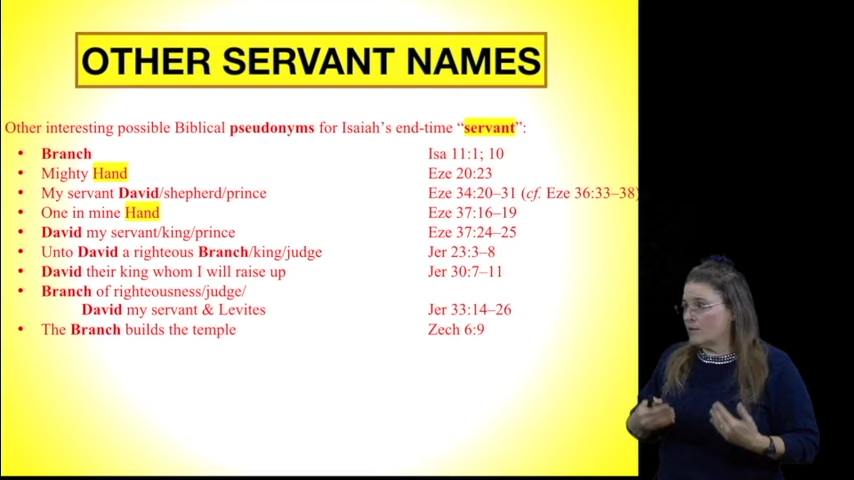 OTHER SERVANT NAMES
Other interesting possible Biblical pseudonyms for Isaiah's end-time “servant”:
• Branch Isa 11:1; 10
• Mighty Hand Eze 20:23
• My servant David/shepherd/prince Eze 34:20–31 (cf. Eze 36:33–38)
• One in mine Hand Eze 37:16–19
• David my servant/king/prince Eze 37:24–25
• Unto David a righteous Branch/king/judge Jer 23:3–8
• David their king whom I will raise up Jer 30:7–11
• Branch of righteousness/judge/
David my servant & Levites Jer 33:14–26
• The Branch builds the temple Zech 6:9